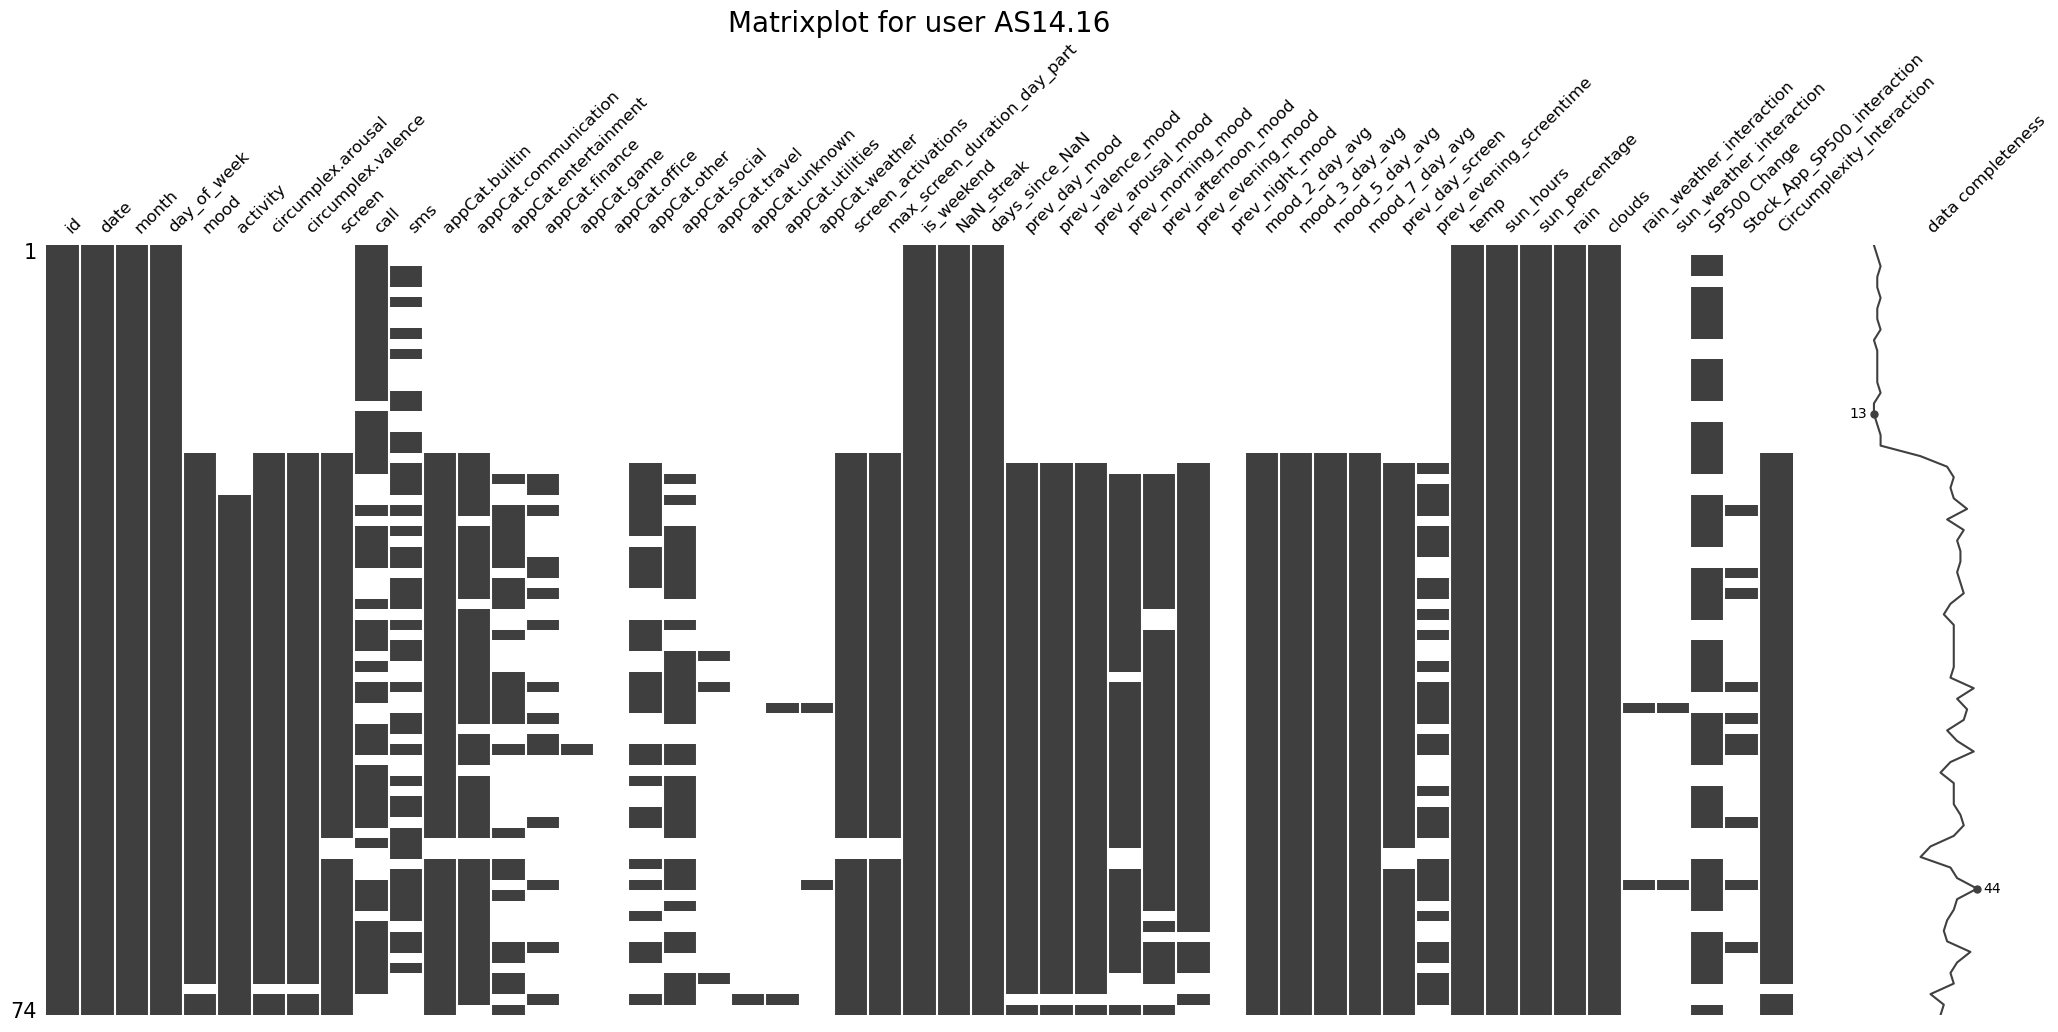 Matrixplot for user AS14.16
id
date
month
day_of_week
mood
activity
circumplex.arousal
circumplex.valence
screen
call
sms
appCat.builtin
appCat.communication
appCat.entertainment
appCat.finance
appCat.game
appCat.office
appCat.other
appCat.social
appCat.travel
appCat.unknown
appCat.utilities
appCat.weather
screen_activations
max_screen_duration_day_part
is_weekend
NaN_streak
days_since_NaN
prev_day_mood
prev_valence_mood
prev_arousal_mood
prev_morning_mood
prev_afternoon_mood
prev_evening_mood
prev_night_mood
mood_2_day_avg
mood_3_day_avg
mood_5_day_avg
mood_7_day_avg
prev_day_screen
prev_evening_screentime
temp
sun_hours
sun_percentage
rain
clouds
rain_weather_interaction
sun_weather_interaction
SP500 Change
Stock_App_SP500_interaction
Circumplexity_Interaction
data completeness
1
13
44
74